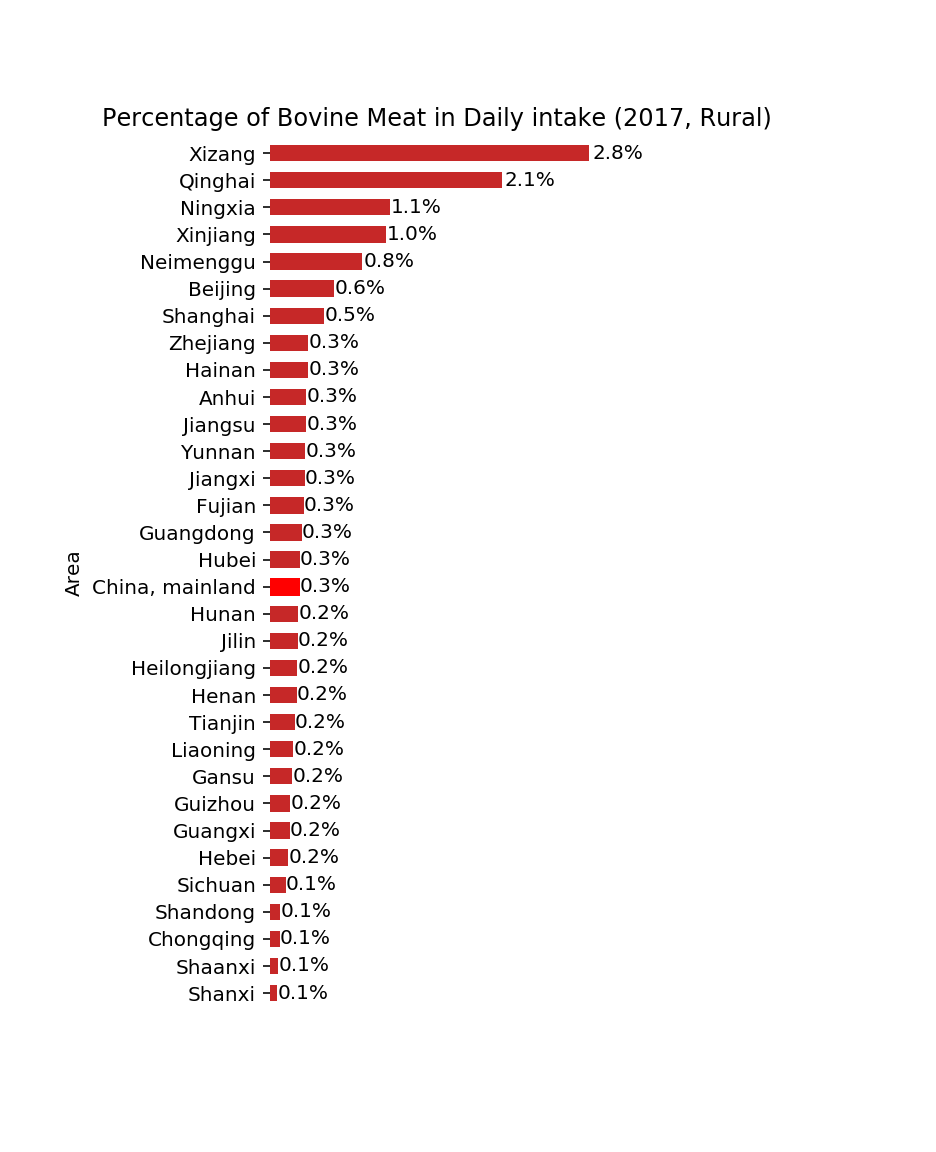 Percentage of Bovine Meat in Daily intake (2017, Rural)
Xizang 2.8%
Qinghai 2.1%
Ningxia 1.1%
Xinjiang 1.0%
Neimenggu 0.8%
Beijing 0.6%
Shanghai 0.5%
Zhejiang 0.3%
Hainan 0.3%
Anhui 0.3%
Jiangsu 0.3%
Yunnan 0.3%
Jiangxi 0.3%
Fujian 0.3%
Guangdong 0.3%
Hubei 0.3%
Area
China, mainland 0.3%
Hunan 0.2%
Jilin 0.2%
Heilongjiang 0.2%
Henan 0.2%
Tianjin 0.2%
Liaoning 0.2%
Gansu 0.2%
Guizhou 0.2%
Guangxi 0.2%
Hebei 0.2%
Sichuan 0.1%
Shandong 0.1%
Chongqing 0.1%
Shaanxi 0.1%
Shanxi 0.1%